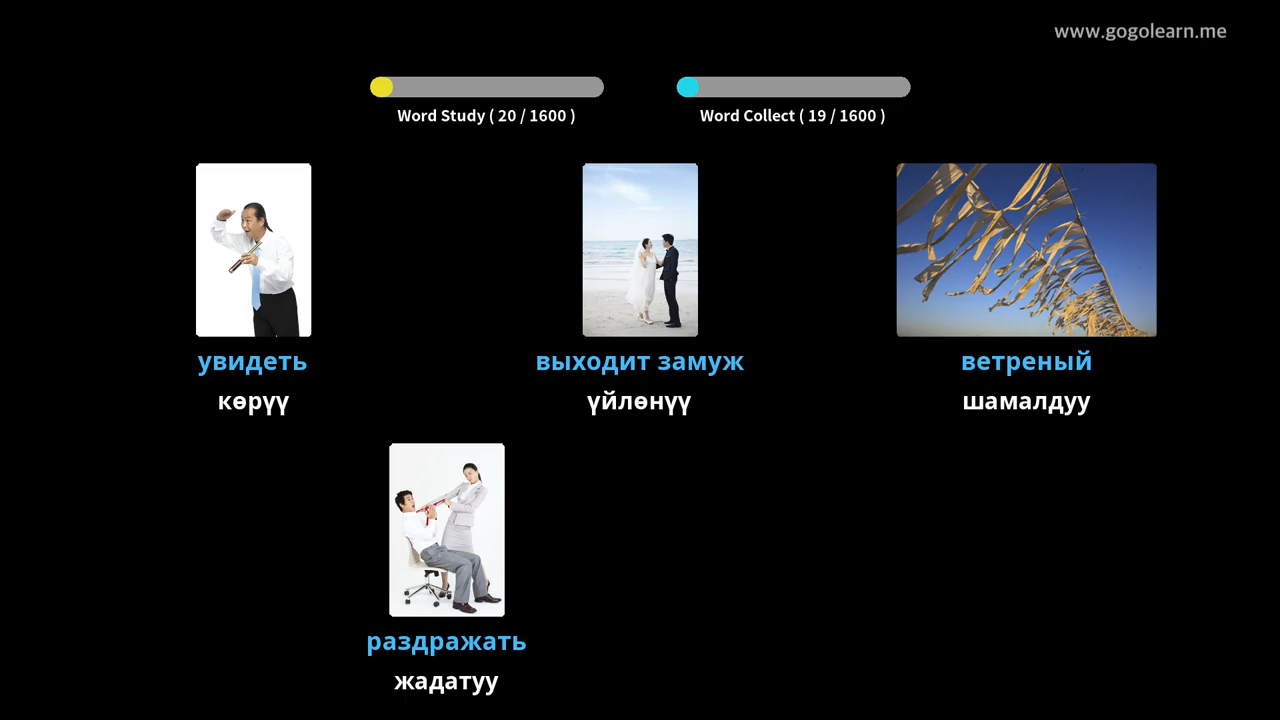 www.gogolearn.me
Word Study ( 20 / 1600 )
Word Collect ( 19 / 1600 )
увидеть
көрүү
выходит замуж
үйлөнүү
ветреный
шамалдуу
раздражать
жадатуу